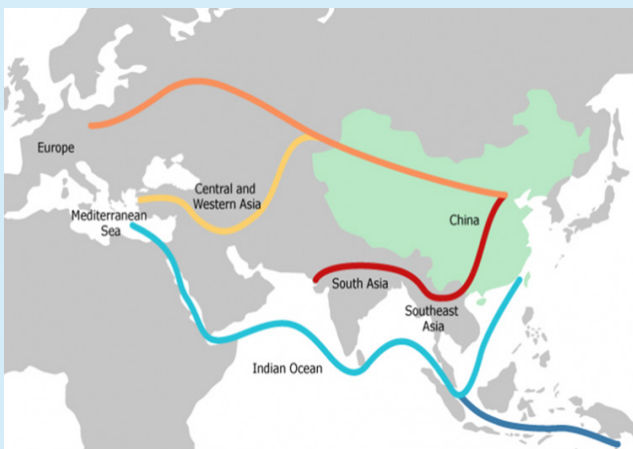 Europe
Central and
Western Asia
Mediterranean
Sea
China
South Asia
Southeast
Asia
Indian Ocean